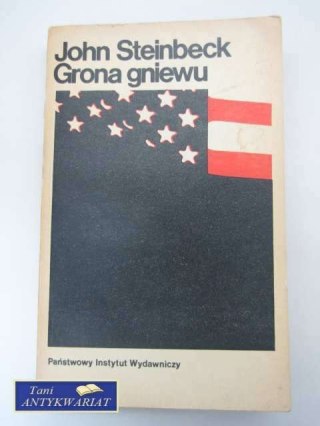 John Steinbeck
Grona gniewu
Państwowy Instytut Wydawniczy
Tani
ANTYKWARIAT